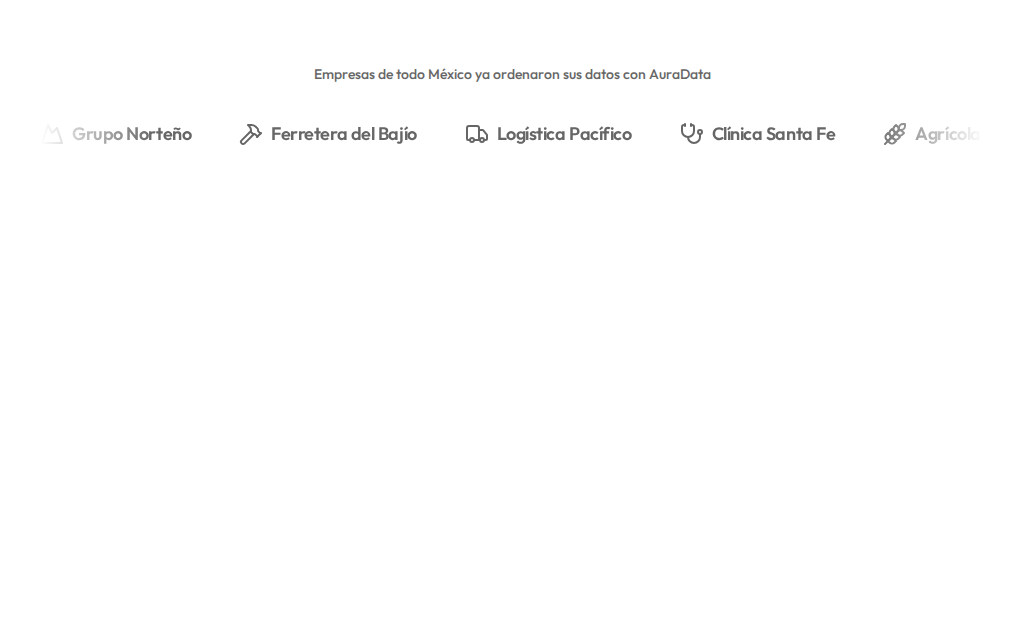 Empresas de todo México ya ordenaron sus datos con AuraData
Grupo Norteño Ferretera del Bajío Logística Pacífico Clínica Santa Fe Agrícola